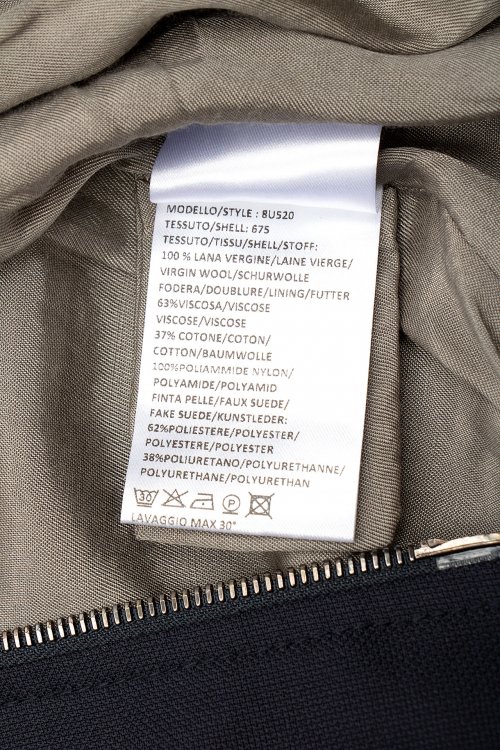 MODELLO/STYLE : 8U520
TESSUTO/SHELL: 675
TESSUTO/TISSU/SHELL/STOFF:
100 % LANA VERGINE/LAINE VIERGE/
VIRGIN WOOL/SCHURWOLLE
FODERA/DOUBLURE/LINING/FUTTER
63%VISCOSA/VISCOSE
VISCOSE/VISCOSE
37% COTONE/COTON/
COTTON/BAUMWOLLE
100%POLIAMMIDE NYLON/
POLYAMIDE/POLYAMID
FINTA PELLE/FAUX SUEDE/
FAKE SUEDE/KUNSTLEDER:
62%POLIESTERE/POLYESTER/
POLYESTERE/POLYESTER
38%POLIURETANO/POLYURETHANNE/
POLYURETHANE/POLYURETHAN
30 P
LAVAGGIO MAX 30°